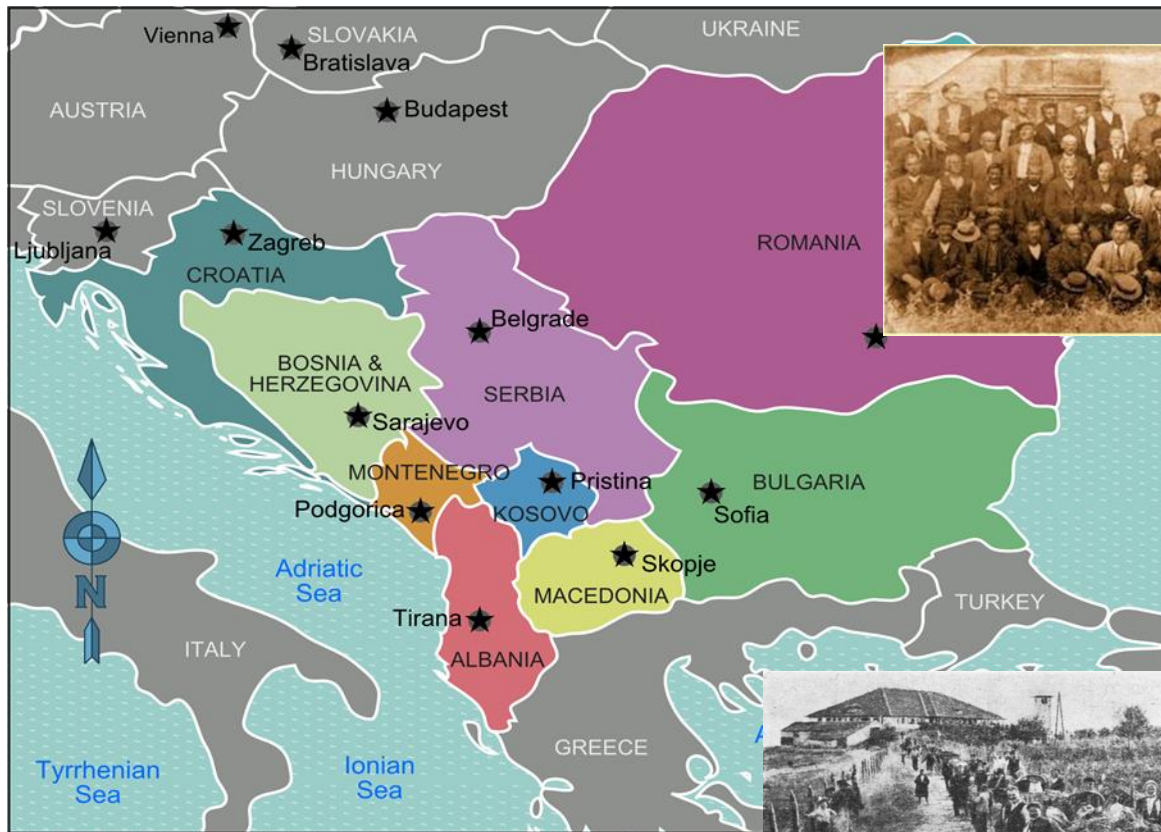 Vienna
SLOVAKIA
UKRAINE
Bratislava
AUSTRIA
Budapest
HUNGARY
SLOVENIA
Ljubljana
Zagreb
CROATIA
ROMANIA
Belgrade
BOSNIA &
HERZEGOVINA
SERBIA
Sarajevo
MONTENEGRO
Pristina
BULGARIA
Podgorica
KOSOVO
Sofia
Adriatic
Sea
Skopje
N
MACEDONIA
TURKEY
Tirana
ITALY
ALBANIA
GREECE
Tyrrhenian
Sea
Ionian
Sea